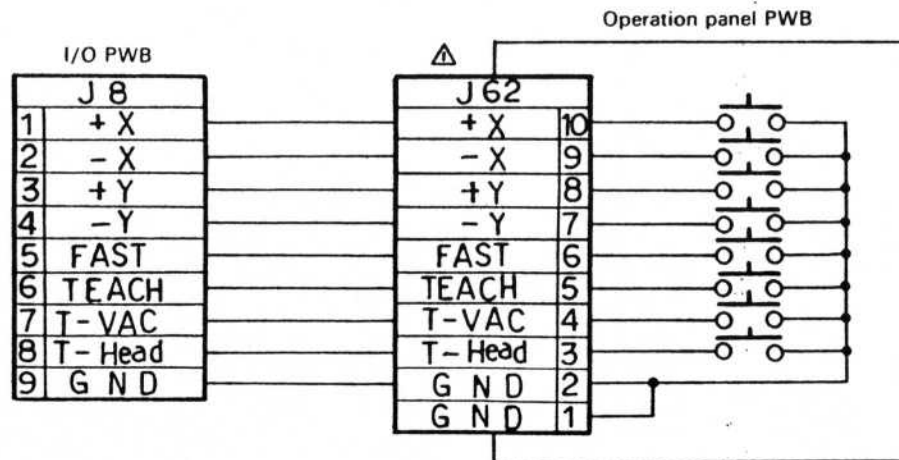 Operation panel PWB
I/O PWB
J8
1 +X
2 -X
3 +Y
4 -Y
5 FAST
6 TEACH
7 T-VAC
8 T-Head
9 GND
J62
+X 10
-X 9
+Y 8
-Y 7
FAST 6
TEACH 5
T-VAC 4
T-Head 3
GND 2
GND 1